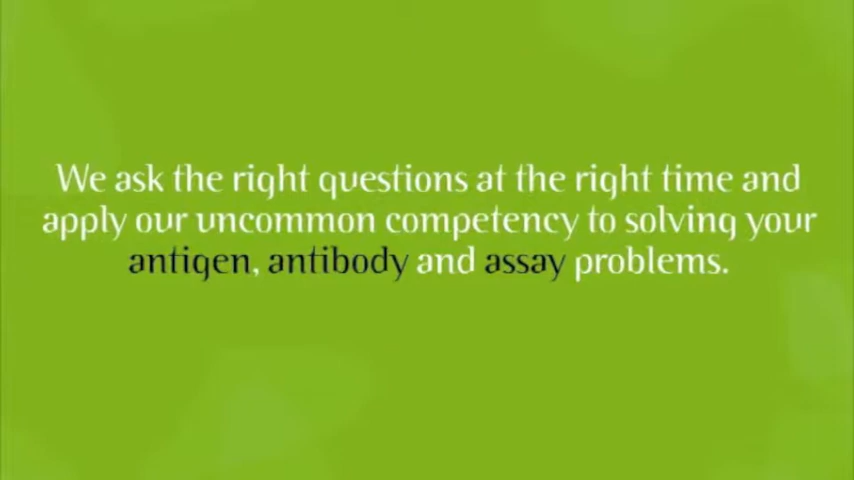 We ask the right questions at the right time and
apply our uncommon competency to solving your
antigen, antibody and assay problems.